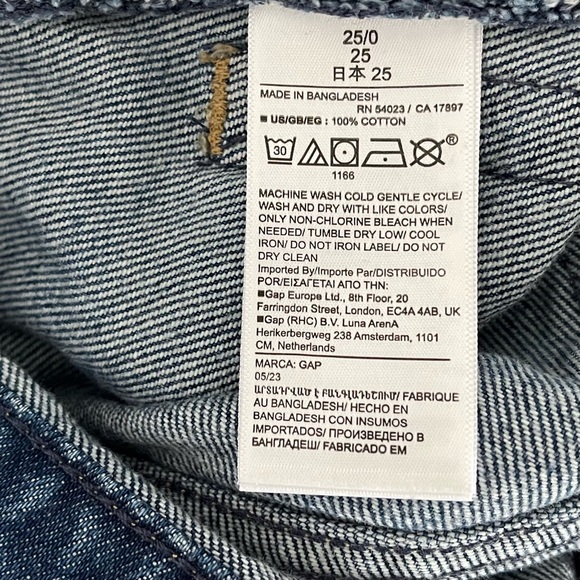 25/0
25
日本 25
MADE IN BANGLADESH
RN 54023 / CA 17897
■ US/GB/EG : 100% COTTON
30
®
1166
MACHINE WASH COLD GENTLE CYCLE/
WASH AND DRY WITH LIKE COLORS/
ONLY NON-CHLORINE BLEACH WHEN
NEEDED/ TUMBLE DRY LOW/ COOL
IRON/ DO NOT IRON LABEL/ DO NOT
DRY CLEAN
Imported By/Importe Par/DISTRIBUIDO
POR/ΕΙΣΑΓΕΤΑΙ ΑΠΟ ΤΗΝ:
■Gap Europe Ltd., 8th Floor, 20
Farringdon Street, London, EC4A 4AB, UK
■Gap (RHC) B.V. Luna ArenA
Herikerbergweg 238 Amsterdam, 1101
CM, Netherlands
MARCA: GAP
05/23
ԱՐՏԱԴՐՎԱԾ Է ԲԱՆԳԼԱԴԵՇՈՒՄ/ FABRIQUE
AU BANGLADESH/ HECHO EN
BANGLADESH CON INSUMOS
IMPORTADOS/ ПРОИЗВЕДЕНО В
БАНГЛАДЕШ/ FABRICADO EM